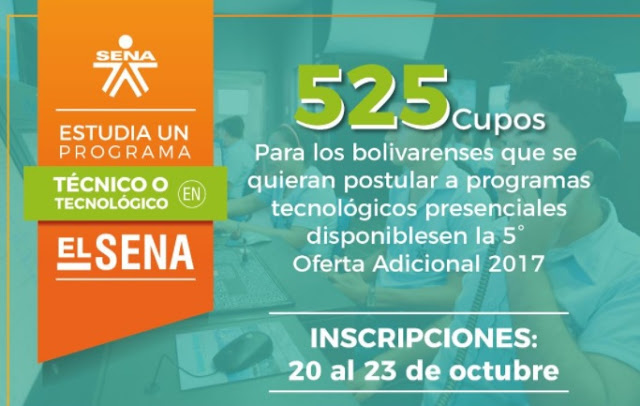 SENA
ESTUDIA UN
PROGRAMA
TÉCNICO O
TECNOLÓGICO EN
EL SENA
525 Cupos
Para los bolivarenses que se
quieran postular a programas
tecnológicos presenciales
disponiblesen la 5°
Oferta Adicional 2017
INSCRIPCIONES:
20 al 23 de octubre